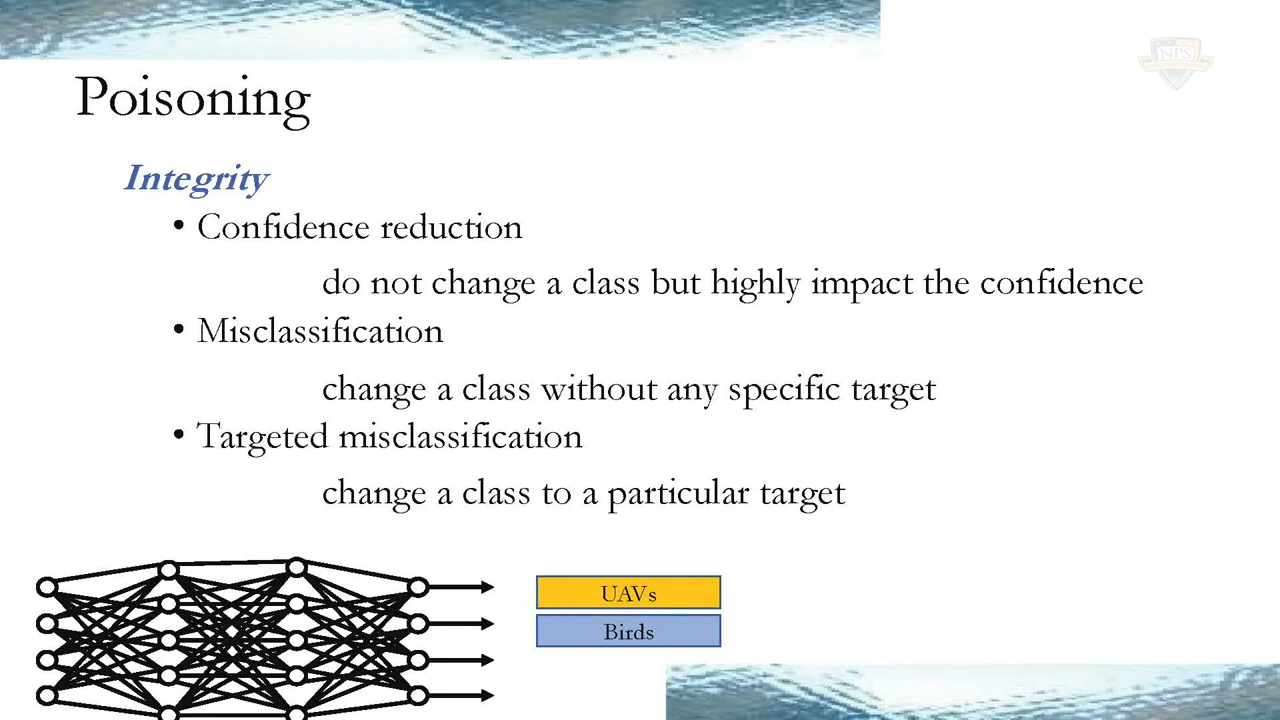 NPS
Poisoning
Integrity
• Confidence reduction
do not change a class but highly impact the confidence
• Misclassification
change a class without any specific target
• Targeted misclassification
change a class to a particular target
UAVs
Birds